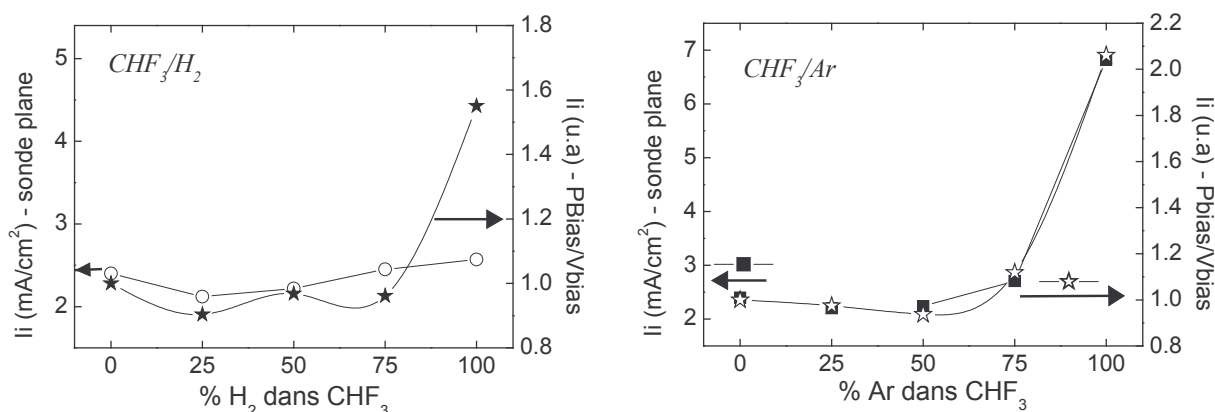 CHF3/H2
Ii (mA/cm2) - sonde plane
5
4
3
2
1.8
1.6
1.4
1.2
1.0
0.8
Ii (u.a) - PBias/Vbias
0 25 50 75 100
% H2 dans CHF3
CHF3/Ar
Ii (mA/cm2) - sonde plane
7
6
5
4
3
2
2.2
2.0
1.8
1.6
1.4
1.2
1.0
0.8
Ii (u.a) - Pbias/Vbias
0 25 50 75 100
% Ar dans CHF3